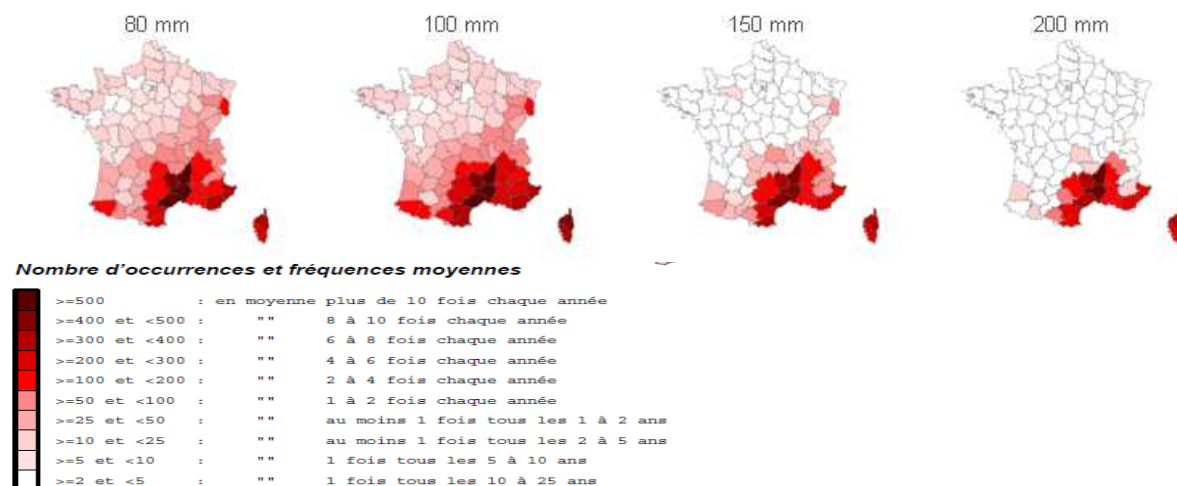 80 mm 100 mm 150 mm 200 mm
Nombre d'occurrences et fréquences moyennes
>=500 : en moyenne plus de 10 fois chaque année
>=400 et <500 : "" 8 à 10 fois chaque année
>=300 et <400 : "" 6 à 8 fois chaque année
>=200 et <300 : "" 4 à 6 fois chaque année
>=100 et <200 : "" 2 à 4 fois chaque année
>=50 et <100 : "" 1 à 2 fois chaque année
>=25 et <50 : "" au moins 1 fois tous les 1 à 2 ans
>=10 et <25 : "" au moins 1 fois tous les 2 à 5 ans
>=5 et <10 : "" 1 fois tous les 5 à 10 ans
>=2 et <5 : "" 1 fois tous les 10 à 25 ans